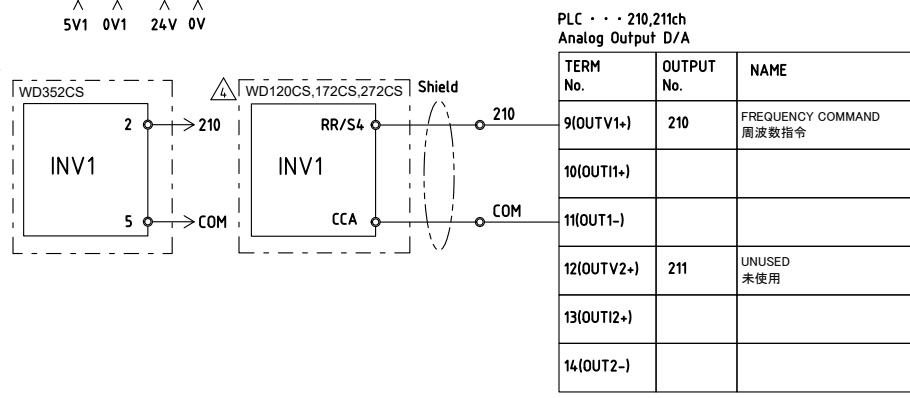 5V1 0V1 24V 0V
PLC・・・210,211ch
Analog Output D/A
TERM No. OUTPUT No. NAME
9(OUTV1+) 210 FREQUENCY COMMAND
周波数指令
10(OUTI1+)
11(OUT1-)
12(OUTV2+) 211 UNUSED
未使用
13(OUTI2+)
14(OUT2-)
WD352CS
INV1
2 210
5 COM
4
WD120CS,172CS,272CS
Shield
INV1
RR/S4 210
CCA COM